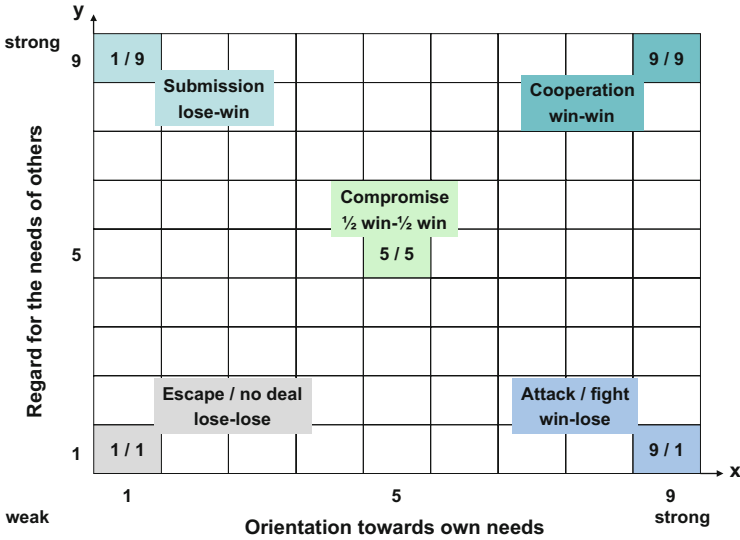 y
strong
9
1 / 9
9 / 9
Submission
lose-win
Cooperation
win-win
Regard for the needs of others
Compromise
½ win-½ win
5
5 / 5
Escape / no deal
lose-lose
Attack / fight
win-lose
1
1 / 1
9 / 1
x
1
5
9
weak
strong
Orientation towards own needs